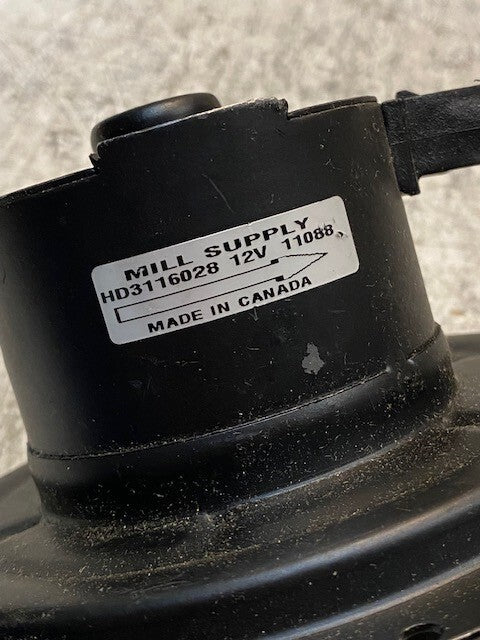 MILL SUPPLY
HD3116028 12V 11088
MADE IN CANADA